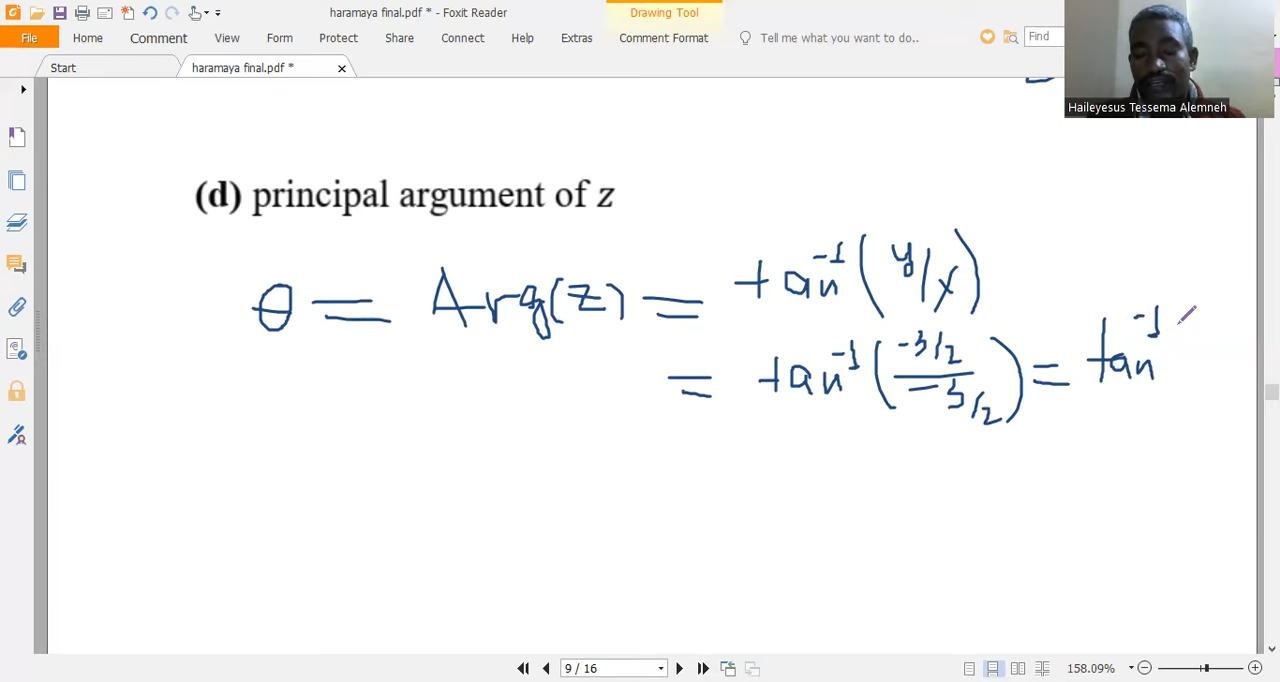 haramaya final.pdf * - Foxit Reader
Drawing Tool
File Home Comment View Form Protect Share Connect Help Extras Comment Format Tell me what you want to do.. Find
Haileyesus Tessema Alemneh
Start haramaya final.pdf *
(d) principal argument of z
θ = Arg(z) = tan⁻¹(y/x)
= tan⁻¹(-3/2 / -3/2) = tan⁻¹
9 / 16 158.09%